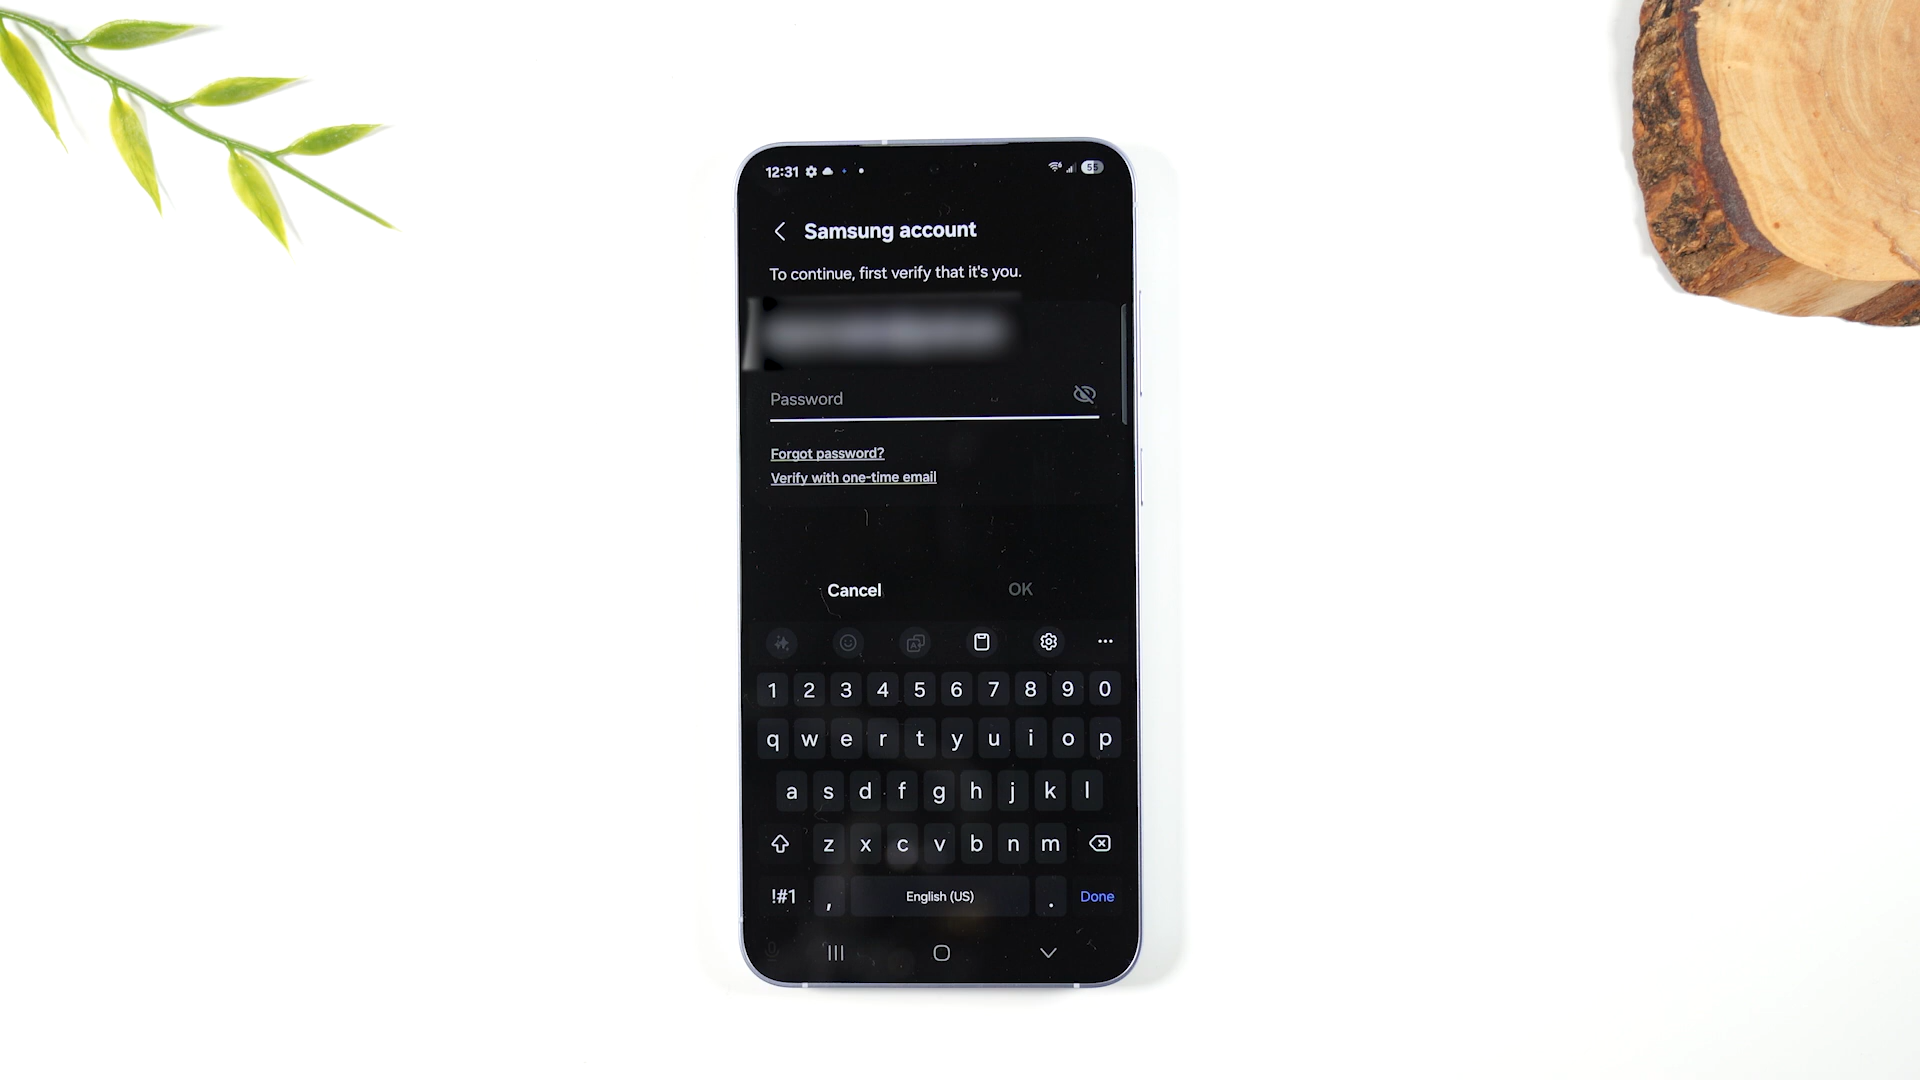 12:31
55
Samsung account
To continue, first verify that it's you.
Password
Forgot password?
Verify with one-time email
Cancel OK
1 2 3 4 5 6 7 8 9 0
q w e r t y u i o p
a s d f g h j k l
z x c v b n m
!#1 , English (US) . Done